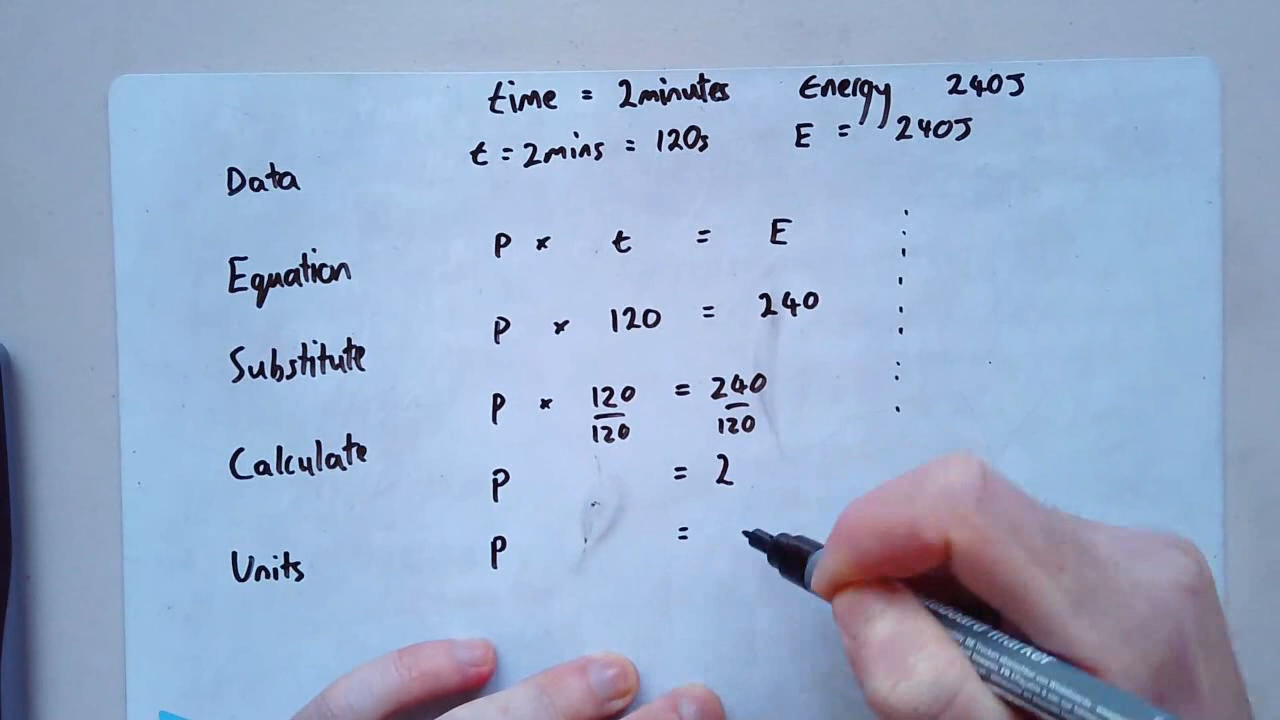 time = 2minutes Energy 240J
t = 2mins = 120s E = 240J
Data
P × t = E
Equation
P × 120 = 240
Substitute
P × 120/120 = 240/120
Calculate
P = 2
P =
Units